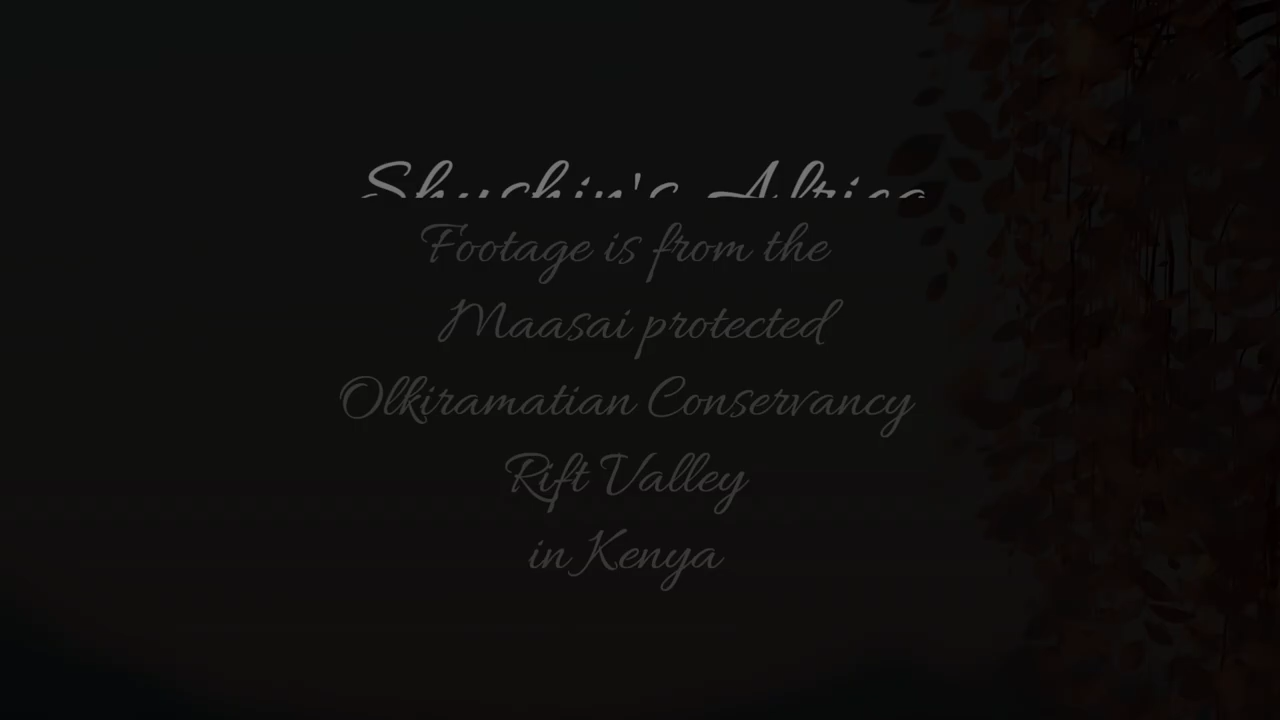 Footage is from the
Maasai protected
Olkiramatian Conservancy
Rift Valley
in Kenya